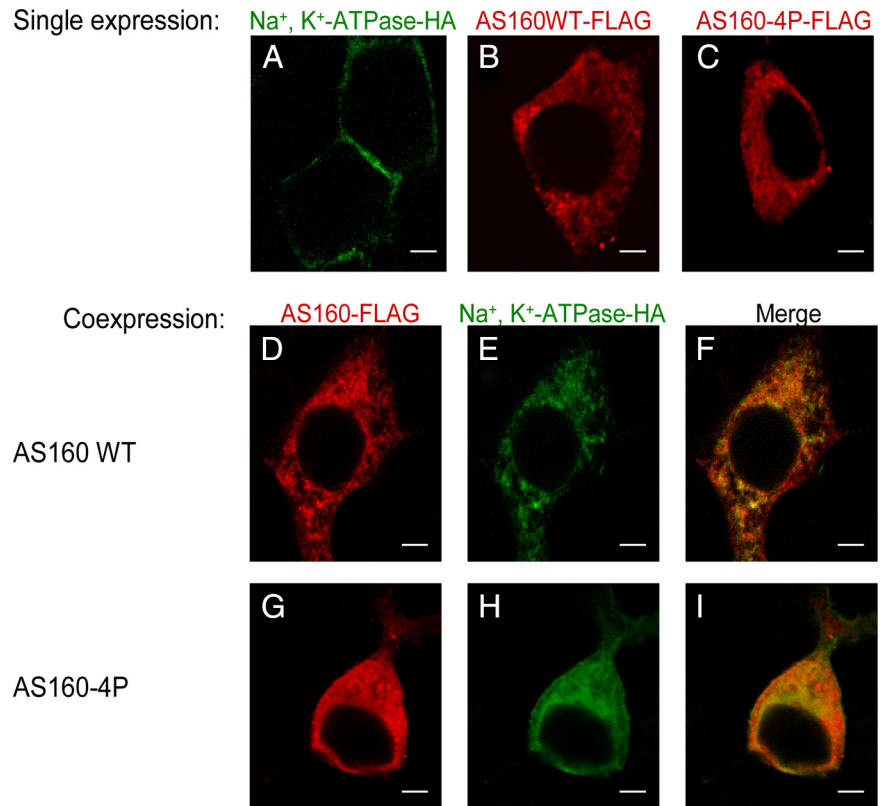 Single expression: Na⁺, K⁺-ATPase-HA AS160WT-FLAG AS160-4P-FLAG
A B C
Coexpression: AS160-FLAG Na⁺, K⁺-ATPase-HA Merge
D E F
AS160 WT
G H I
AS160-4P